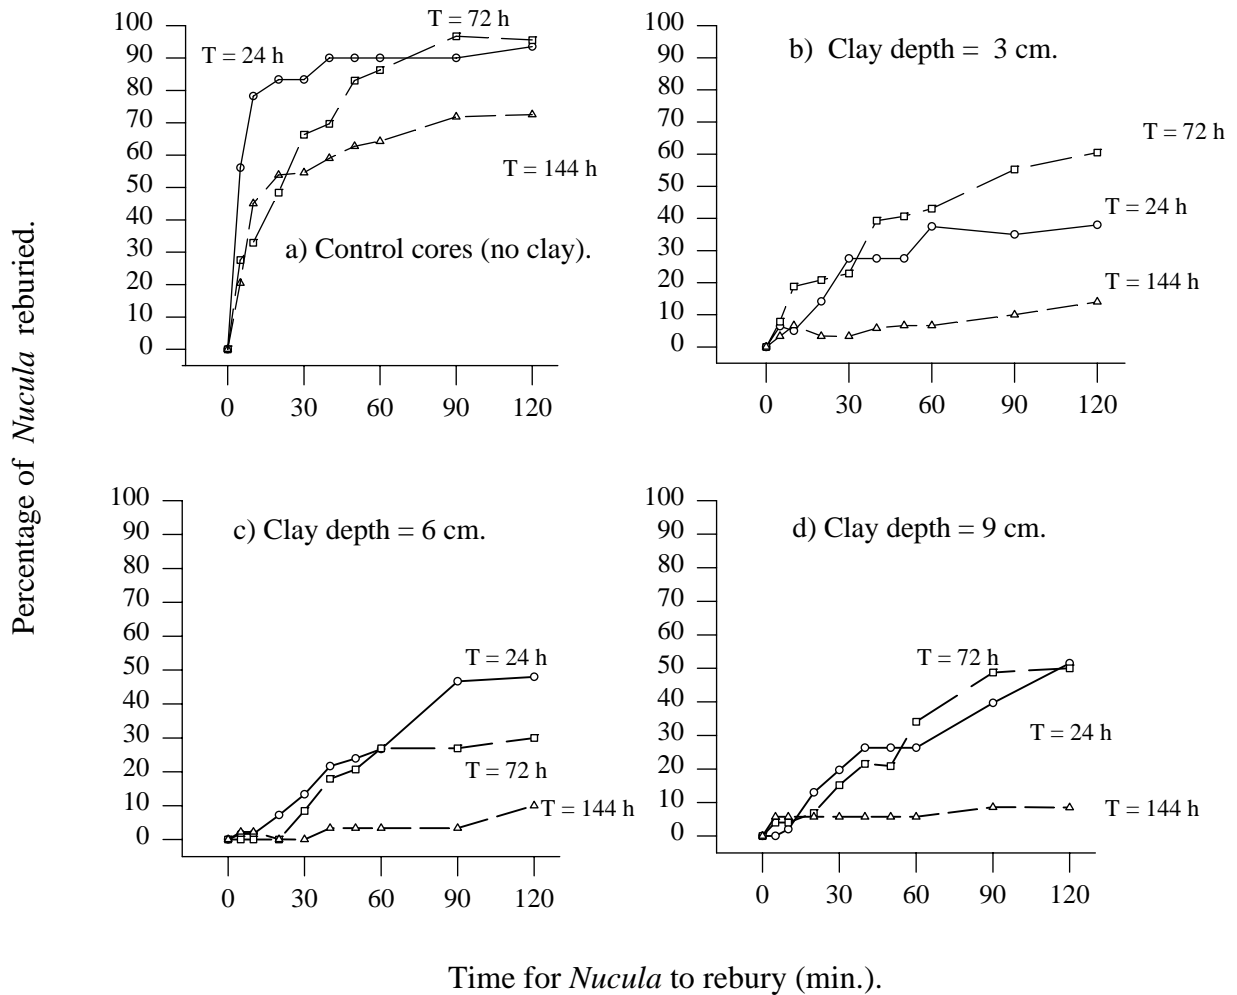 Percentage of Nucula reburied.
100
90
80
70
60
50
40
30
20
10
0
T = 24 h
T = 72 h
T = 144 h
a) Control cores (no clay).
0 30 60 90 120
100
90
80
70
60
50
40
30
20
10
0
b) Clay depth = 3 cm.
T = 72 h
T = 24 h
T = 144 h
0 30 60 90 120
100
90
80
70
60
50
40
30
20
10
0
c) Clay depth = 6 cm.
T = 24 h
T = 72 h
T = 144 h
0 30 60 90 120
100
90
80
70
60
50
40
30
20
10
0
d) Clay depth = 9 cm.
T = 72 h
T = 24 h
T = 144 h
0 30 60 90 120
Time for Nucula to rebury (min.).